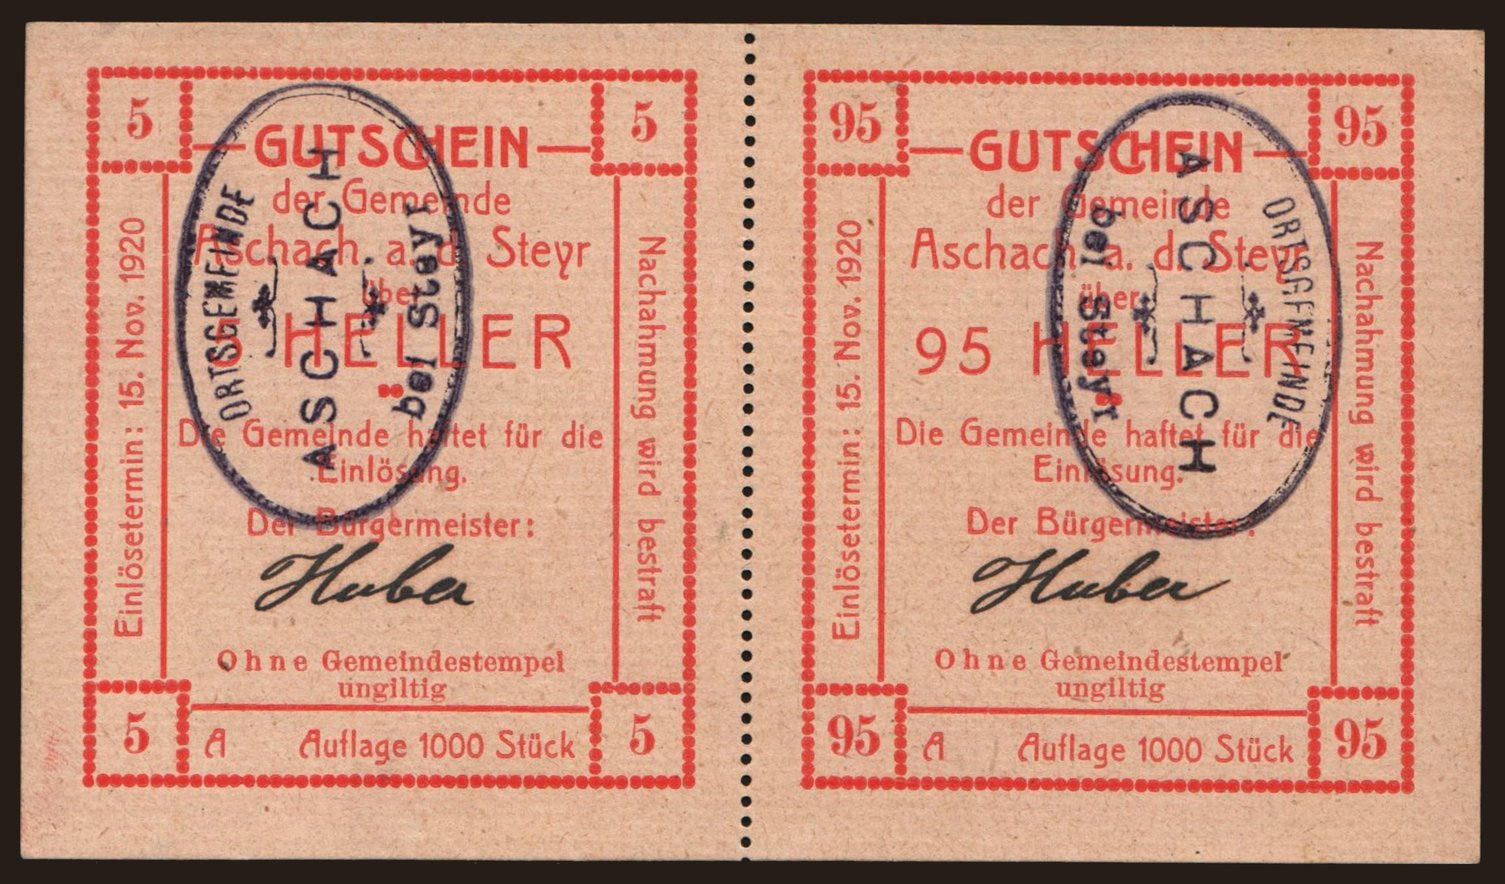 5 5
GUTSCHEIN
der Gemeinde
Aschach a. d. Steyr
über
5 HELLER
Die Gemeinde haftet für die
Einlösung.
Der Bürgermeister:
Huber
Ohne Gemeindestempel
ungiltig
5 A Auflage 1000 Stück 5
Einlösetermin: 15. Nov. 1920
Nachahmung wird bestraft
ORTSGEMEINDE
ASCHACH
bei Steyr
95 95
GUTSCHEIN
der Gemeinde
Aschach a. d. Steyr
über
95 HELLER
Die Gemeinde haftet für die
Einlösung.
Der Bürgermeister:
Huber
Ohne Gemeindestempel
ungiltig
95 A Auflage 1000 Stück 95
Einlösetermin: 15. Nov. 1920
Nachahmung wird bestraft
ORTSGEMEINDE
ASCHACH
bei Steyr